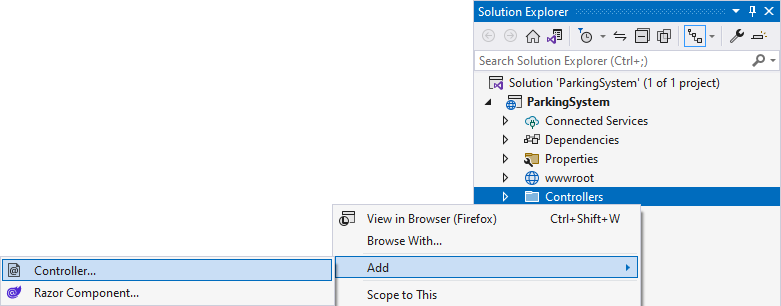 Solution Explorer
Search Solution Explorer (Ctrl+;)
Solution 'ParkingSystem' (1 of 1 project)
ParkingSystem
Connected Services
Dependencies
Properties
wwwroot
Controllers
View in Browser (Firefox) Ctrl+Shift+W
Browse With...
Add
Controller...
Razor Component...
Scope to This